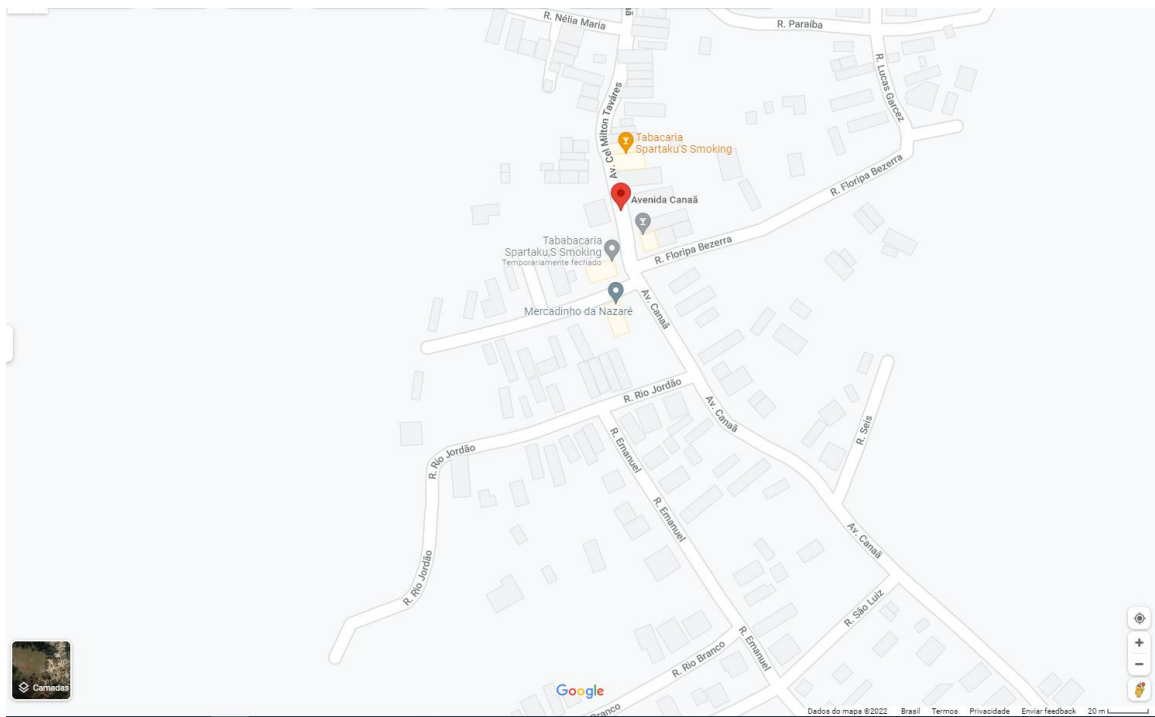 R. Nélia Maria
R. Paraíba
R. Lucas Garcez
Av. Cel Milton Taváres
Tabacaria
Spartaku'S Smoking
R. Floripa Bezerra
Avenida Canaã
Tababacaria
Spartaku,S Smoking
Temporariamente fechado
R. Floripa Bezerra
Av. Canaã
Mercadinho da Nazaré
R. Rio Jordão
Av. Canaã
R. Seis
R. Rio Jordão
R. Emanuel
R. Emanuel
Av. Canaã
R. Rio Jordão
R. São Luiz
R. Emanuel
R. Rio Branco
Camadas
Google
anco
Dados do mapa ©2022 Brasil Termos Privacidade Enviar feedback 20 m